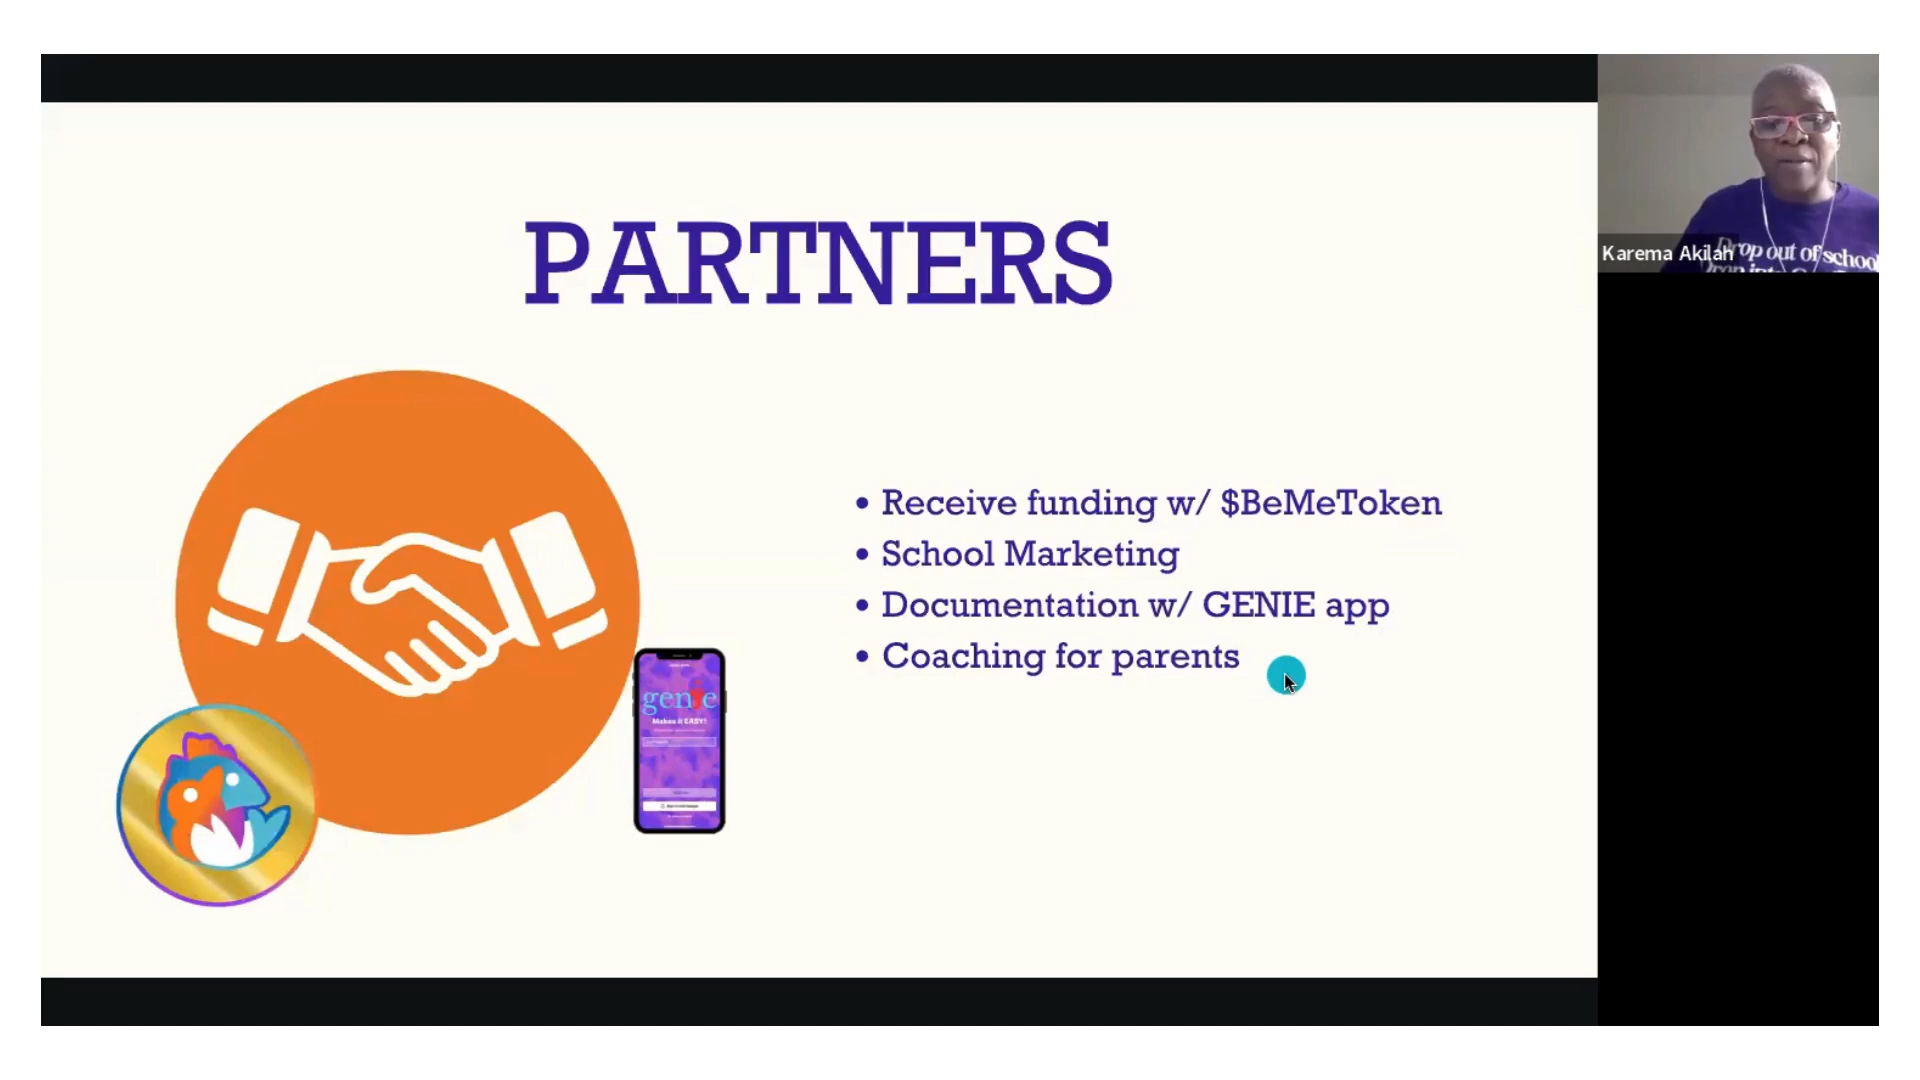 PARTNERS
• Receive funding w/ $BeMeToken
• School Marketing
• Documentation w/ GENIE app
• Coaching for parents
genie
Makes it EASY!
Karema Akilah
Drop out of school